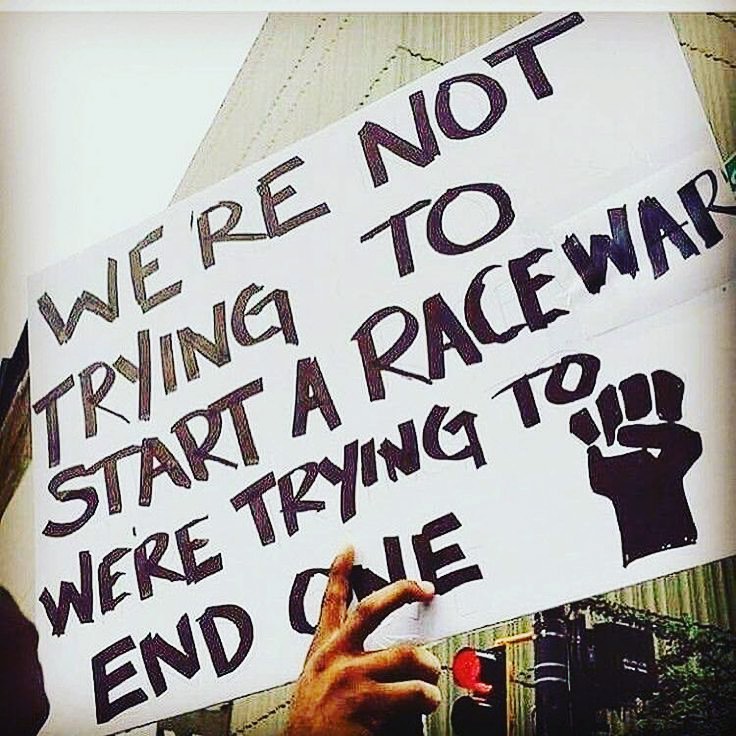 WE'RE NOT
TRYING TO
START A RACE WAR
WE'RE TRYING TO
END ONE